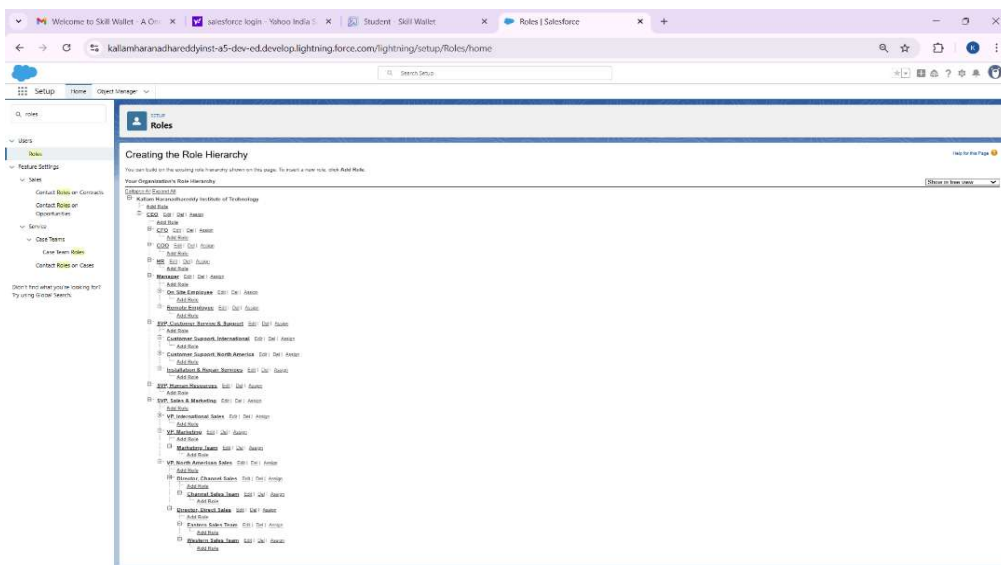 Welcome to Skill Wallet - A On
salesforce login - Yahoo India S
Student - Skill Wallet
Roles | Salesforce
kallamharanadhareddyinst-a5-dev-ed.develop.lightning.force.com/lightning/setup/Roles/home
K
Search Setup
Setup
Home
Object Manager
roles
SETUP
Roles
Users
Roles
Feature Settings
Sales
Contact Roles on Contracts
Contact Roles on
Opportunities
Service
Case Teams
Case Team Roles
Contact Roles on Cases
Didn't find what you're looking for?
Try using Global Search.
Creating the Role Hierarchy
Help for this Page
You can build on the existing role hierarchy shown on this page. To insert a new role, click Add Role.
Your Organization's Role Hierarchy
Show in tree view
Collapse All Expand All
Kallam Haranadhareddy Institute of Technology
Add Role
CEO Edit | Del | Assign
Add Role
CFO Edit | Del | Assign
Add Role
COO Edit | Del | Assign
Add Role
HR Edit | Del | Assign
Add Role
Manager Edit | Del | Assign
Add Role
On Site Employee Edit | Del | Assign
Add Role
Remote Employee Edit | Del | Assign
Add Role
SVP, Customer Service & Support Edit | Del | Assign
Add Role
Customer Support, International Edit | Del | Assign
Add Role
Customer Support, North America Edit | Del | Assign
Add Role
Installation & Repair Services Edit | Del | Assign
Add Role
SVP, Human Resources Edit | Del | Assign
Add Role
SVP, Sales & Marketing Edit | Del | Assign
Add Role
VP, International Sales Edit | Del | Assign
Add Role
VP, Marketing Edit | Del | Assign
Add Role
Marketing Team Edit | Del | Assign
Add Role
VP, North American Sales Edit | Del | Assign
Add Role
Director, Channel Sales Edit | Del | Assign
Add Role
Channel Sales Team Edit | Del | Assign
Add Role
Director, Direct Sales Edit | Del | Assign
Add Role
Eastern Sales Team Edit | Del | Assign
Add Role
Western Sales Team Edit | Del | Assign
Add Role